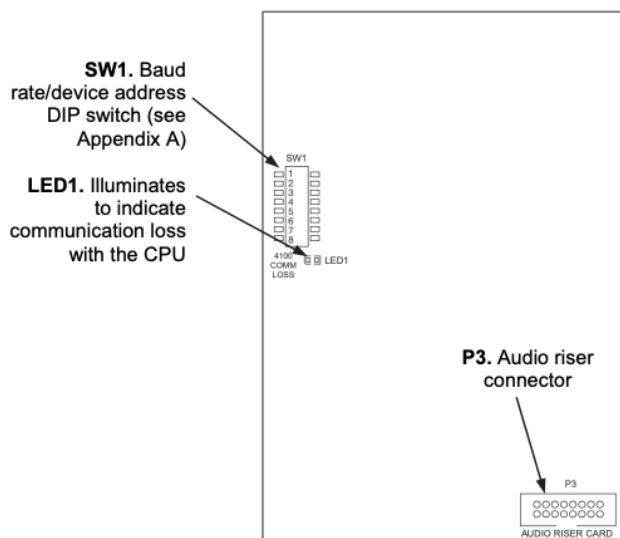 SW1. Baud
rate/device address
DIP switch (see
Appendix A)
SW1
1
2
3
4
5
6
7
8
LED1. Illuminates
to indicate
communication loss
with the CPU
4100
COMM
LOSS
LED1
P3. Audio riser
connector
P3
AUDIO RISER CARD